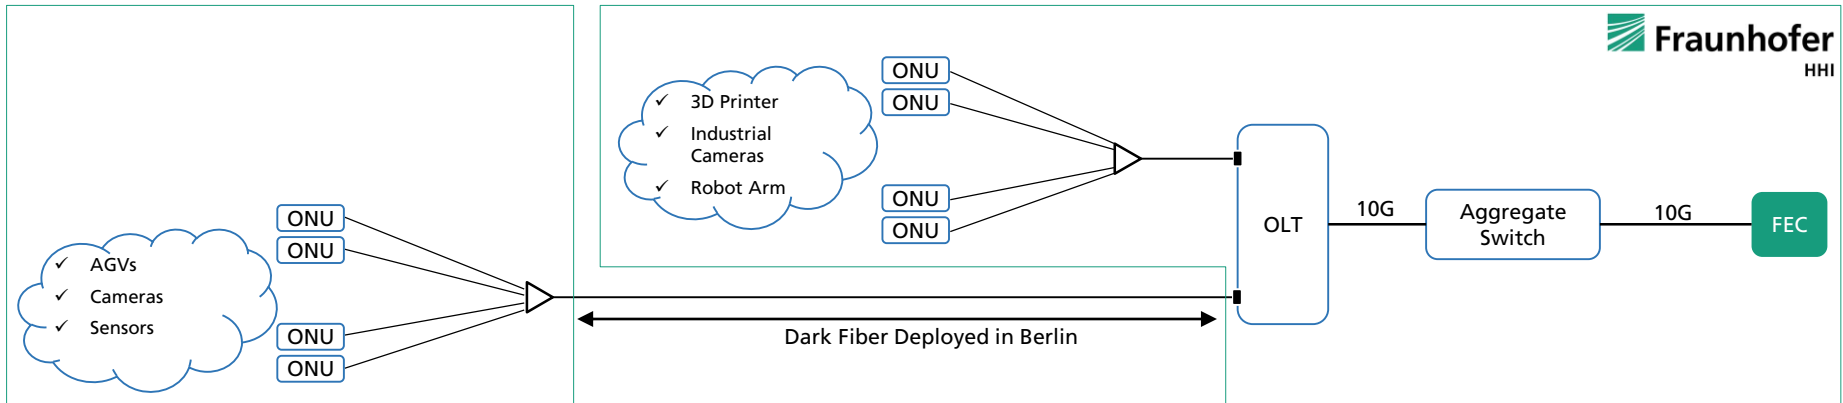 Fraunhofer
HHI
ONU
ONU
✓ 3D Printer
✓ Industrial
Cameras
✓ Robot Arm
ONU
ONU
OLT
10G
Aggregate
Switch
10G
FEC
ONU
ONU
✓ AGVs
✓ Cameras
✓ Sensors
ONU
ONU
Dark Fiber Deployed in Berlin